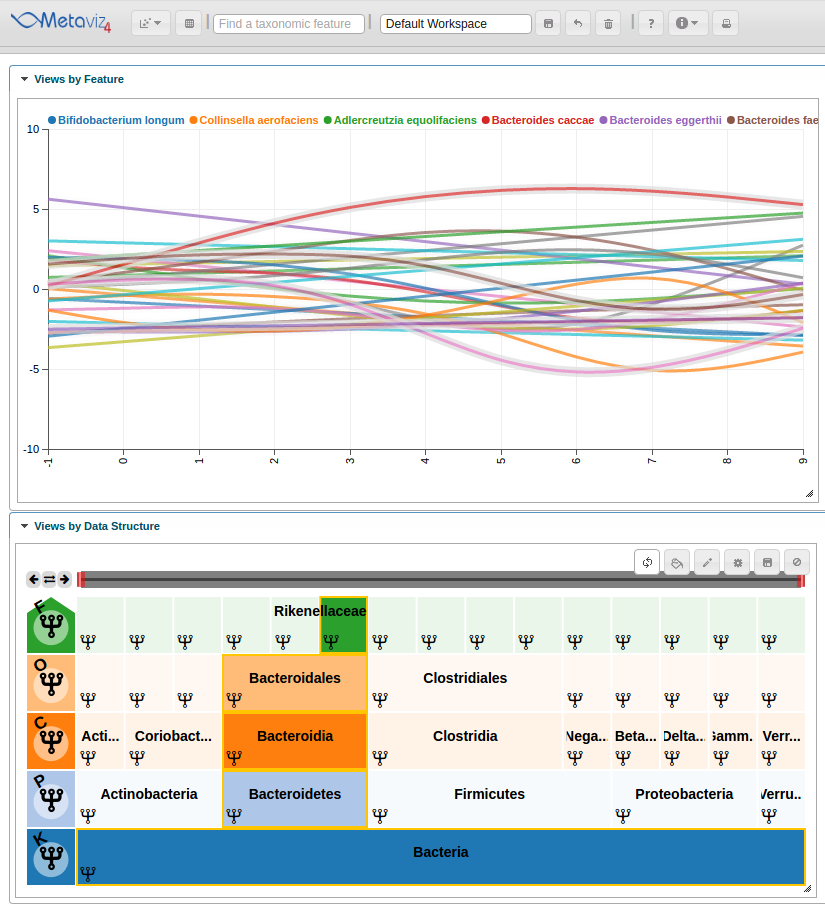 Metaviz 4
Find a taxonomic feature
Default Workspace
?
Views by Feature
Bifidobacterium longum Collinsella aerofaciens Adlercreutzia equolifaciens Bacteroides caccae Bacteroides eggerthii Bacteroides fae
10
5
0
-5
-10
-1 0 1 2 3 4 5 6 7 8 9
Views by Data Structure
F Rikenellaceae
O Bacteroidales Clostridiales
C Acti... Coriobact... Bacteroidia Clostridia Nega... Beta... Delta... Gamm. Verr...
P Actinobacteria Bacteroidetes Firmicutes Proteobacteria Verru..
K Bacteria